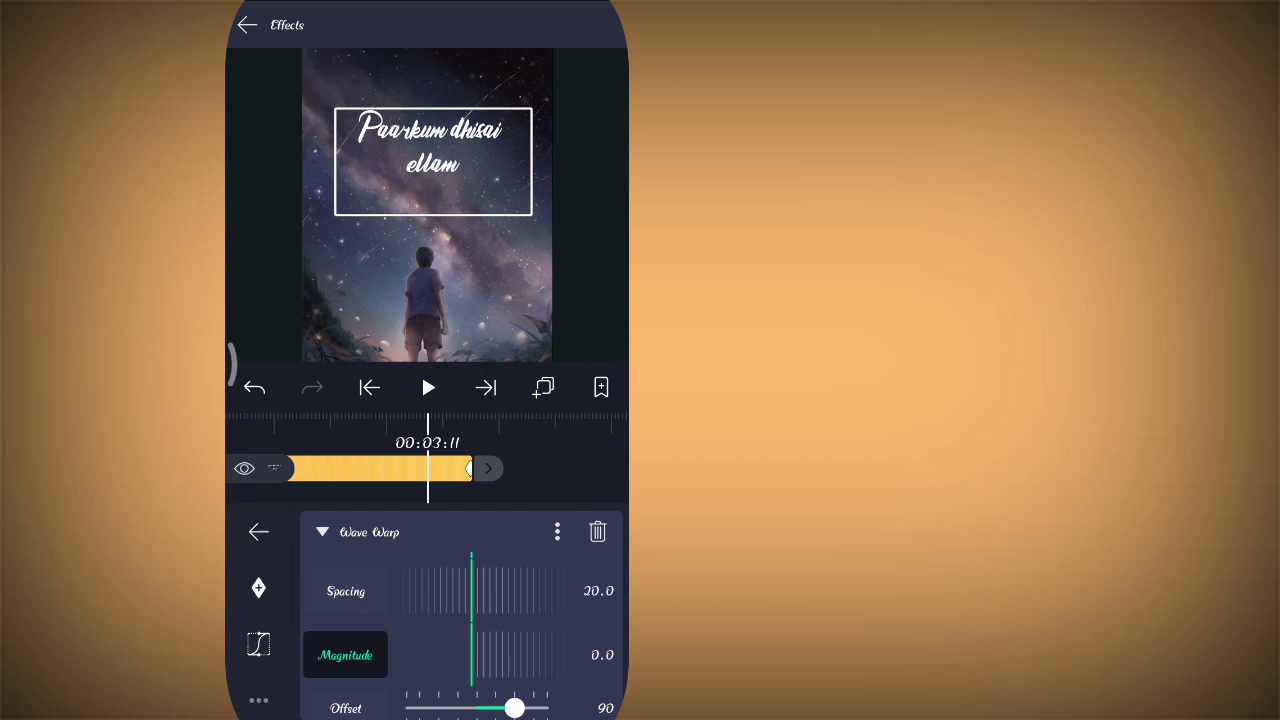 Effects
Paarkum dhisai
ellam
00:03:11
Wave Warp
Spacing 20.0
Magnitude 0.0
Offset 90